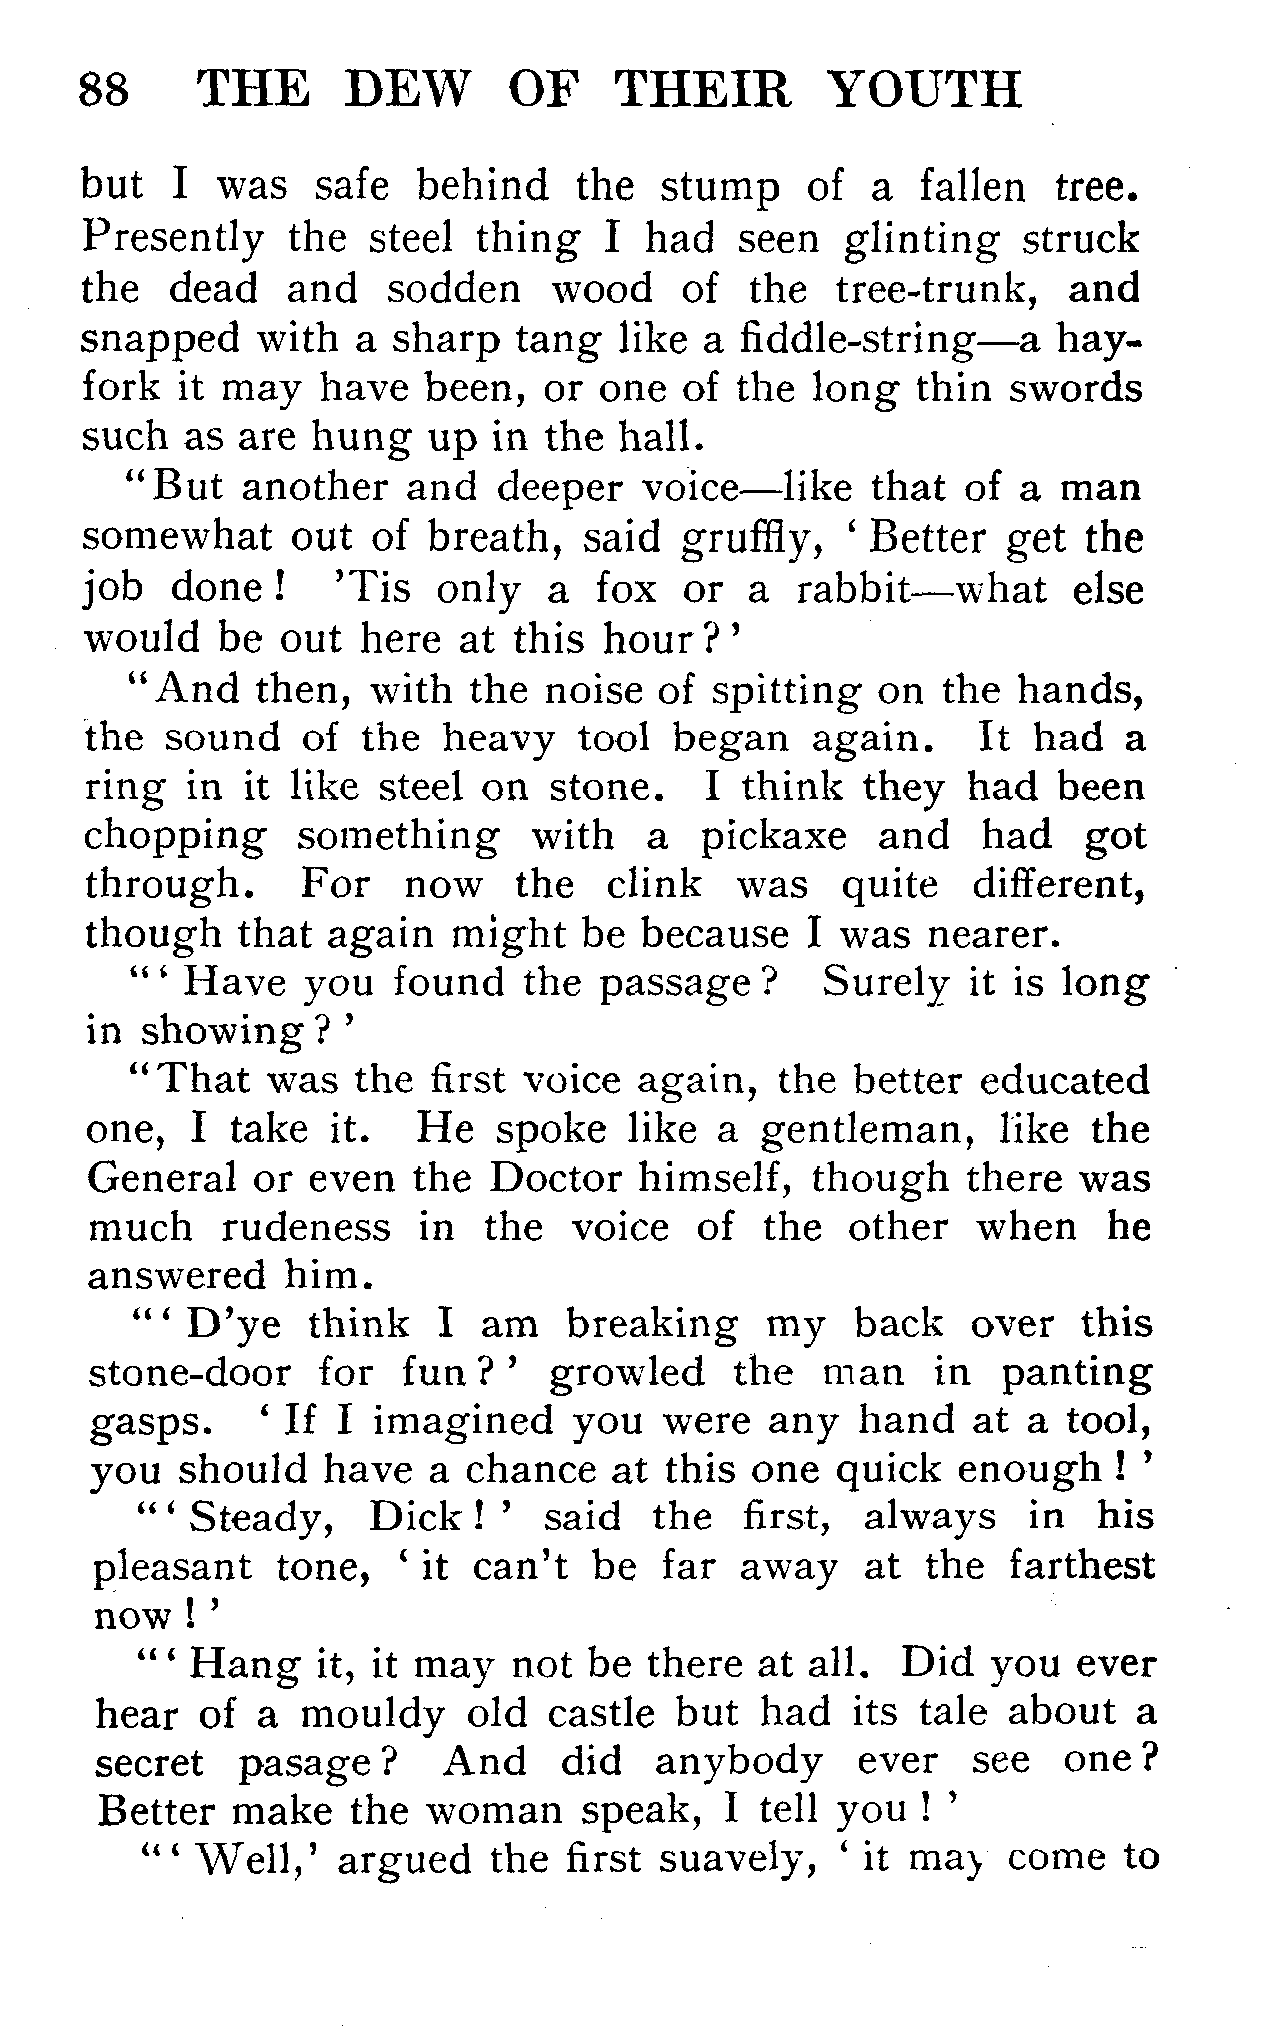 88 THE DEW OF THEIR YOUTH
but I was safe behind the stump of a fallen tree.
Presently the steel thing I had seen glinting struck
the dead and sodden wood of the tree-trunk, and
snapped with a sharp tang like a fiddle-string—a hay-
fork it may have been, or one of the long thin swords
such as are hung up in the hall.
"But another and deeper voice—like that of a man
somewhat out of breath, said gruffly, ‘ Better get the
job done ! ’Tis only a fox or a rabbit—what else
would be out here at this hour ? ’
"And then, with the noise of spitting on the hands,
the sound of the heavy tool began again. It had a
ring in it like steel on stone. I think they had been
chopping something with a pickaxe and had got
through. For now the clink was quite different,
though that again might be because I was nearer.
"‘ Have you found the passage ? Surely it is long
in showing ? ’
"That was the first voice again, the better educated
one, I take it. He spoke like a gentleman, like the
General or even the Doctor himself, though there was
much rudeness in the voice of the other when he
answered him.
"‘ D’ye think I am breaking my back over this
stone-door for fun ? ’ growled the man in panting
gasps. ‘ If I imagined you were any hand at a tool,
you should have a chance at this one quick enough ! ’
"‘ Steady, Dick ! ’ said the first, always in his
pleasant tone, ‘ it can’t be far away at the farthest
now ! ’
"‘ Hang it, it may not be there at all. Did you ever
hear of a mouldy old castle but had its tale about a
secret pasage ? And did anybody ever see one ?
Better make the woman speak, I tell you ! ’
"‘ Well,’ argued the first suavely, ‘ it may come to